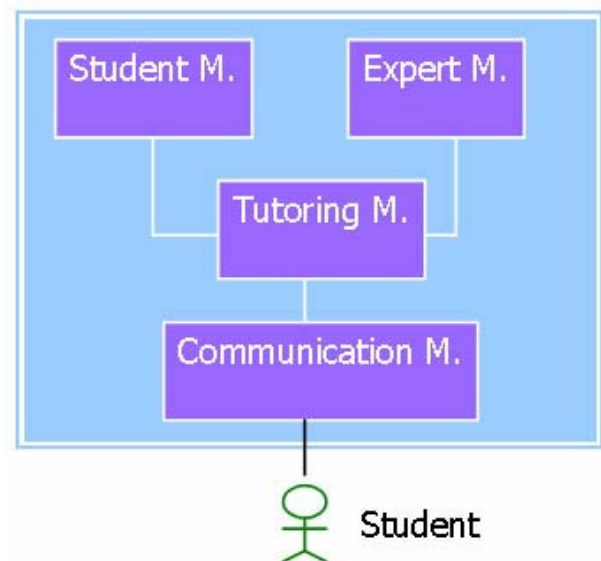 Student M.
Expert M.
Tutoring M.
Communication M.
Student